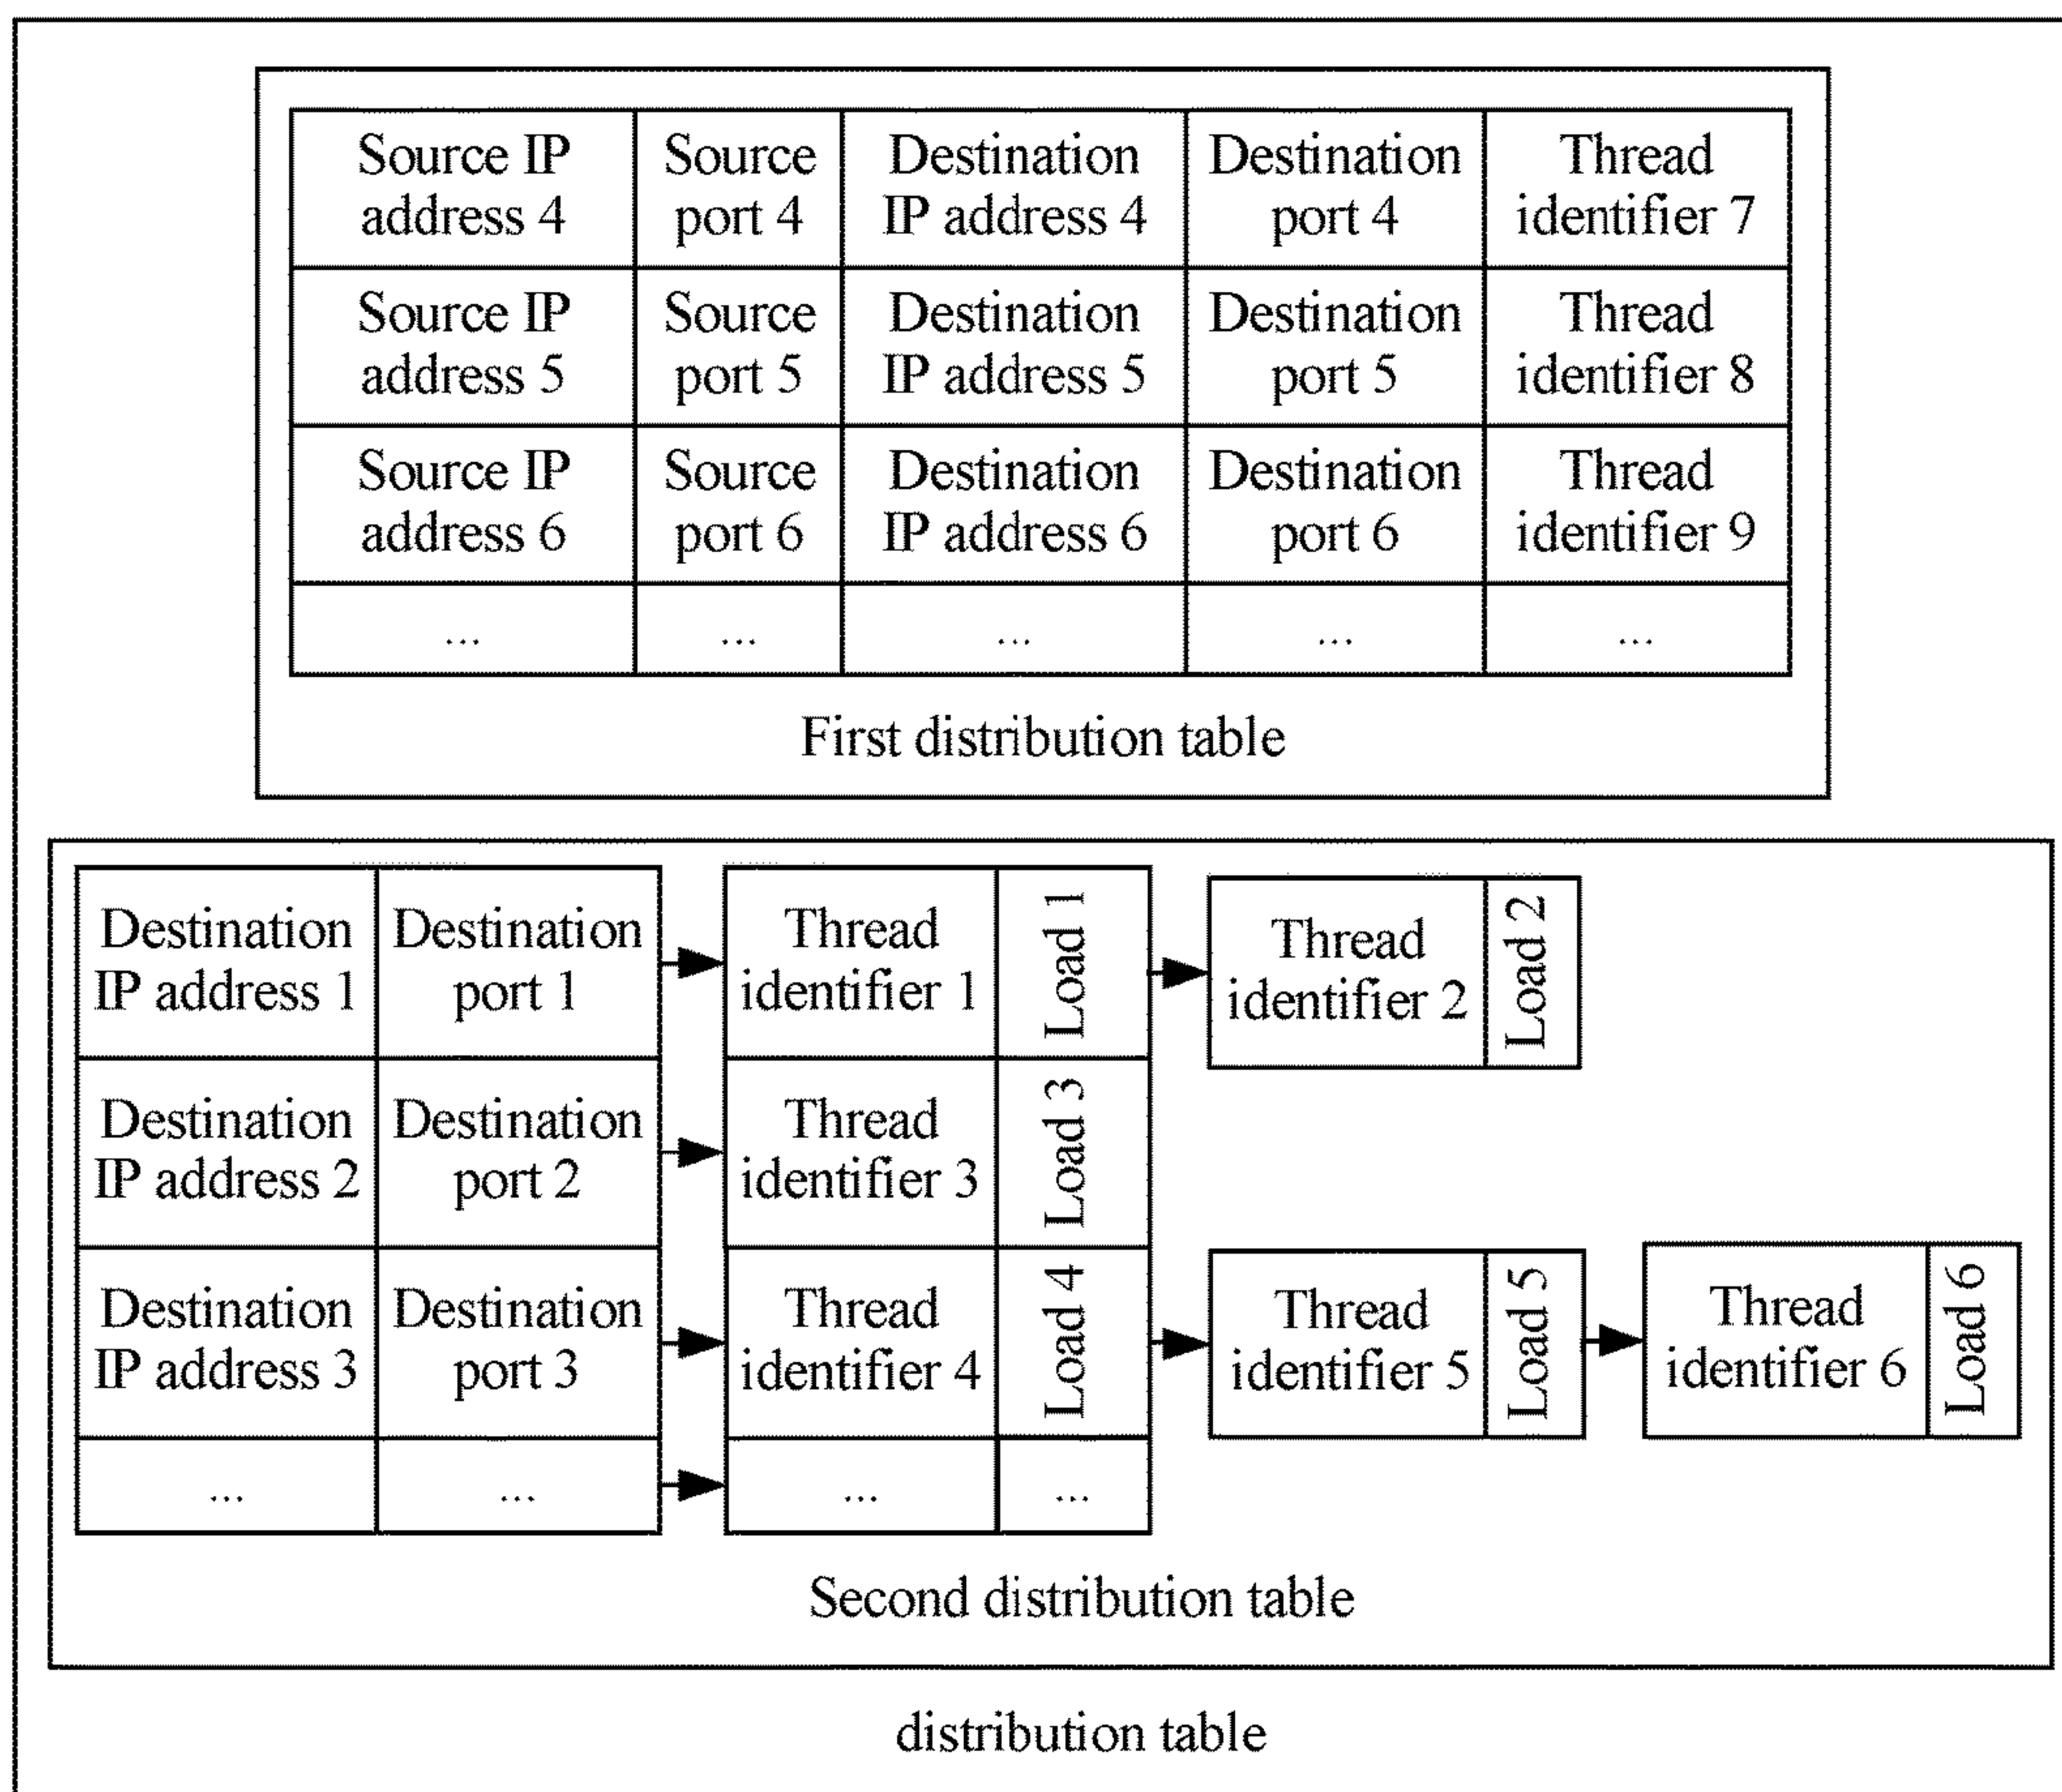 Source IP address 4 Source port 4 Destination IP address 4 Destination port 4 Thread identifier 7
Source IP address 5 Source port 5 Destination IP address 5 Destination port 5 Thread identifier 8
Source IP address 6 Source port 6 Destination IP address 6 Destination port 6 Thread identifier 9
... ... ... ... ...
First distribution table
Destination IP address 1 Destination port 1 Thread identifier 1 Load 1 Thread identifier 2 Load 2
Destination IP address 2 Destination port 2 Thread identifier 3 Load 3
Destination IP address 3 Destination port 3 Thread identifier 4 Load 4 Thread identifier 5 Load 5 Thread identifier 6 Load 6
... ... ... ...
Second distribution table
distribution table